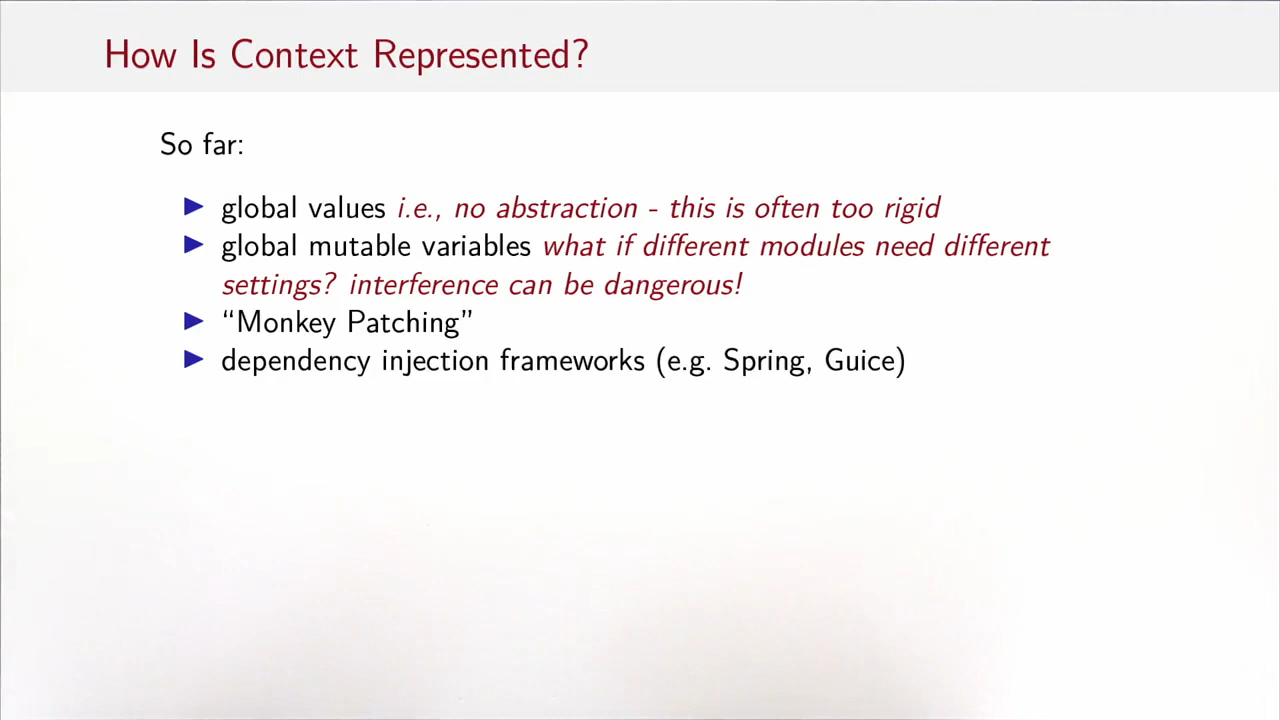 How Is Context Represented?
So far:
▶ global values i.e., no abstraction - this is often too rigid
▶ global mutable variables what if different modules need different
settings? interference can be dangerous!
▶ “Monkey Patching”
▶ dependency injection frameworks (e.g. Spring, Guice)